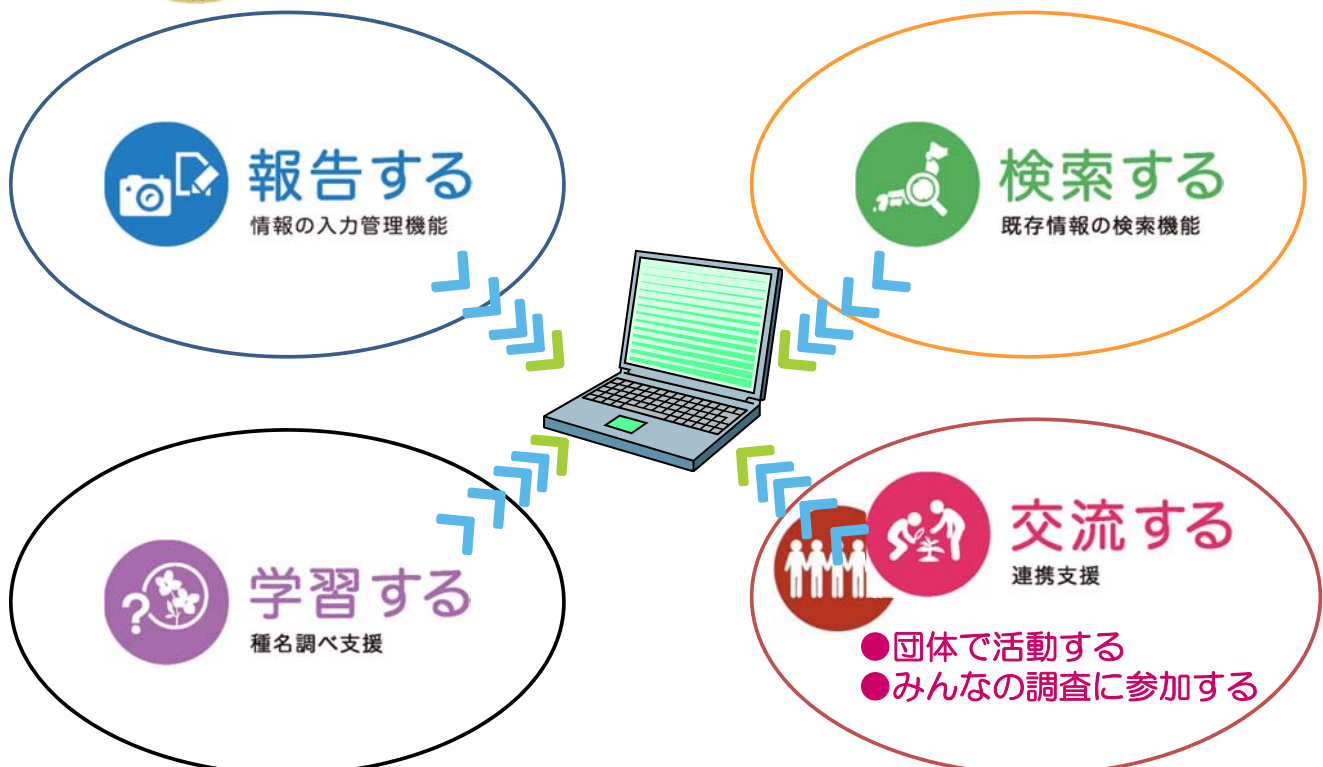 報告する
情報の入力管理機能
検索する
既存情報の検索機能
学習する
種名調べ支援
交流する
連携支援
●団体で活動する
●みんなの調査に参加する